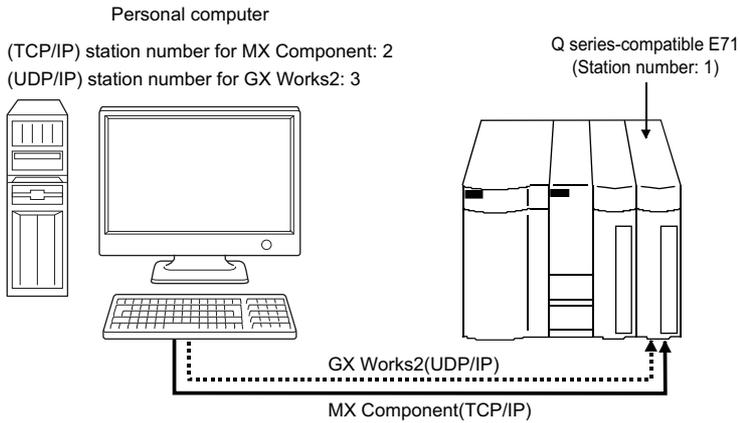 Personal computer
(TCP/IP) station number for MX Component: 2
(UDP/IP) station number for GX Works2: 3
Q series-compatible E71
(Station number: 1)
GX Works2(UDP/IP)
MX Component(TCP/IP)